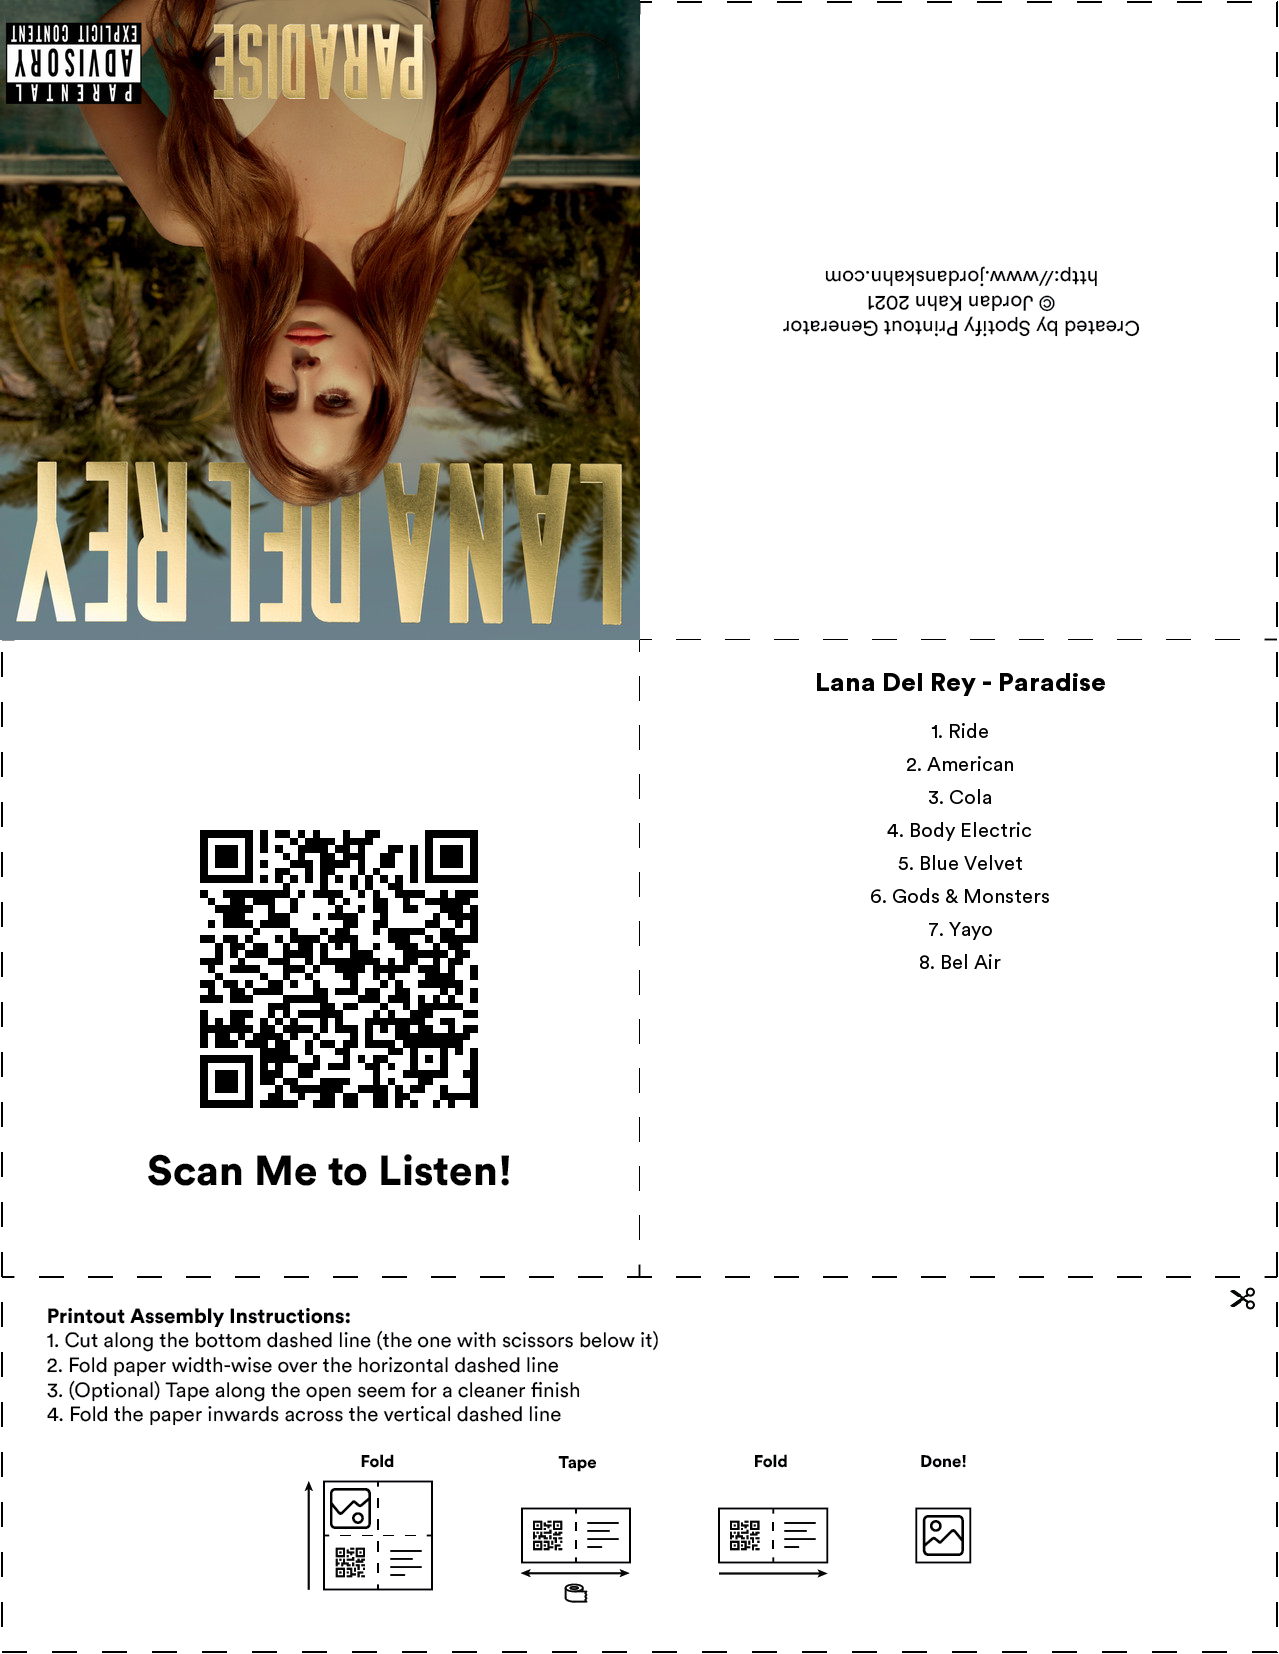 PARENTAL
ADVISORY
EXPLICIT CONTENT
PARADISE
LANA DEL REY
Created by Spotify Printout Generator
© Jordan Kahn 2021
http://www.jordanskahn.com
Scan Me to Listen!
Lana Del Rey - Paradise
1. Ride
2. American
3. Cola
4. Body Electric
5. Blue Velvet
6. Gods & Monsters
7. Yayo
8. Bel Air
Printout Assembly Instructions:
1. Cut along the bottom dashed line (the one with scissors below it)
2. Fold paper width-wise over the horizontal dashed line
3. (Optional) Tape along the open seem for a cleaner finish
4. Fold the paper inwards across the vertical dashed line
Fold
Tape
Fold
Done!